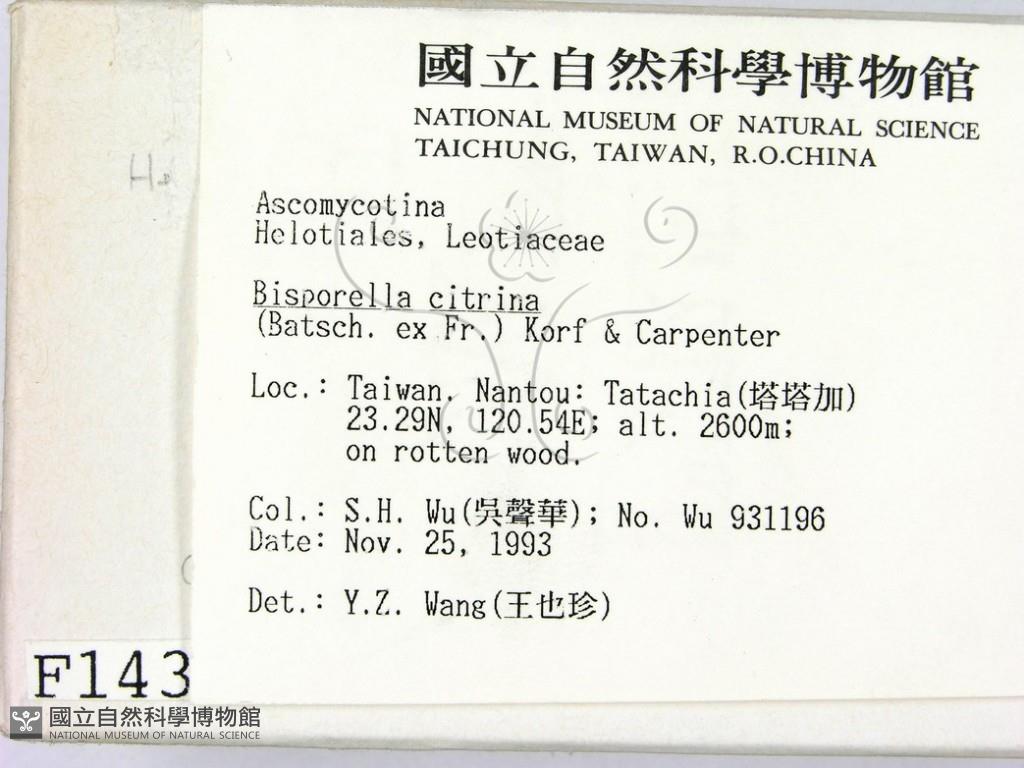 國立自然科學博物館
NATIONAL MUSEUM OF NATURAL SCIENCE
TAICHUNG, TAIWAN, R.O.CHINA
Ascomycotina
Helotiales, Leotiaceae
Bisporella citrina
(Batsch. ex Fr.) Korf & Carpenter
Loc.: Taiwan, Nantou: Tatachia(塔塔加)
23.29N, 120.54E; alt. 2600m;
on rotten wood.
Col.: S.H. Wu(吳聲華); No. Wu 931196
Date: Nov. 25, 1993
Det.: Y.Z. Wang(王也珍)
F143
國立自然科學博物館
NATIONAL MUSEUM OF NATURAL SCIENCE